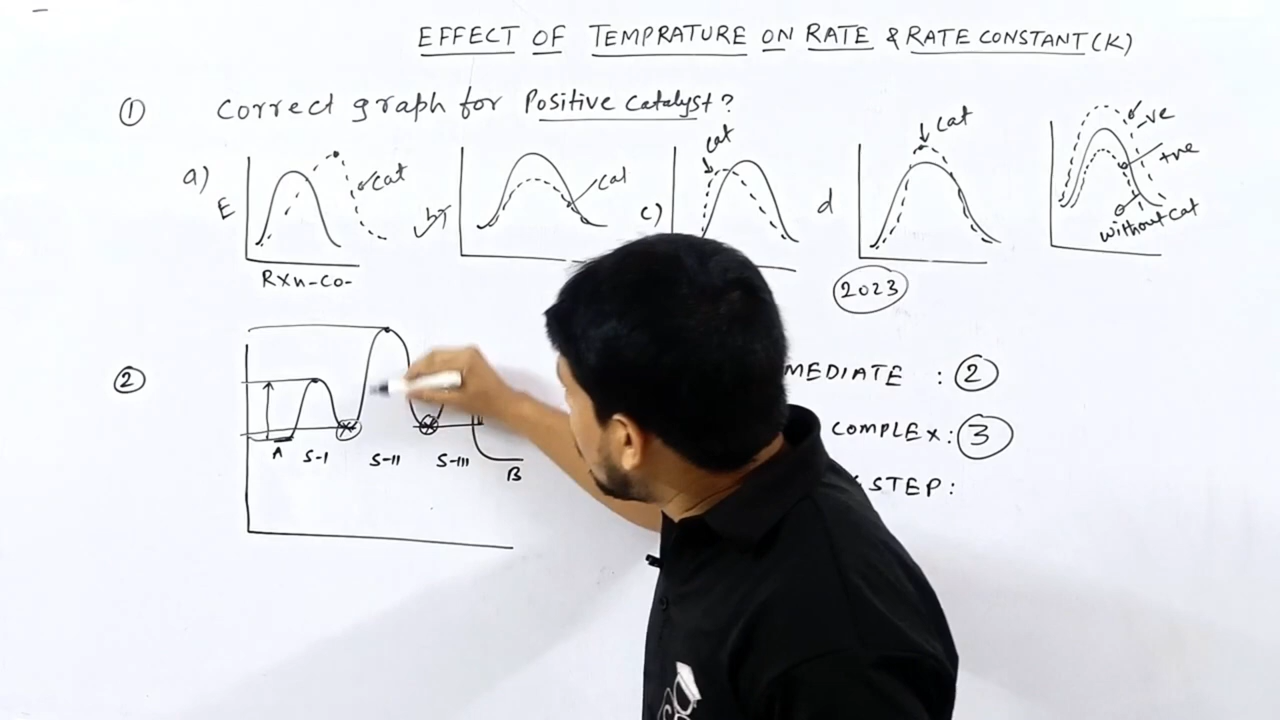 EFFECT OF TEMPRATURE ON RATE & RATE CONSTANT (K)
① Correct graph for Positive Catalyst?
a) E cat
RXn-Co-
✓b) cat
c) cat
d cat
-ve
+ve
without cat
2023
②
A S-I S-II S-III B
MEDIATE : ②
COMPLEX : ③
STEP :